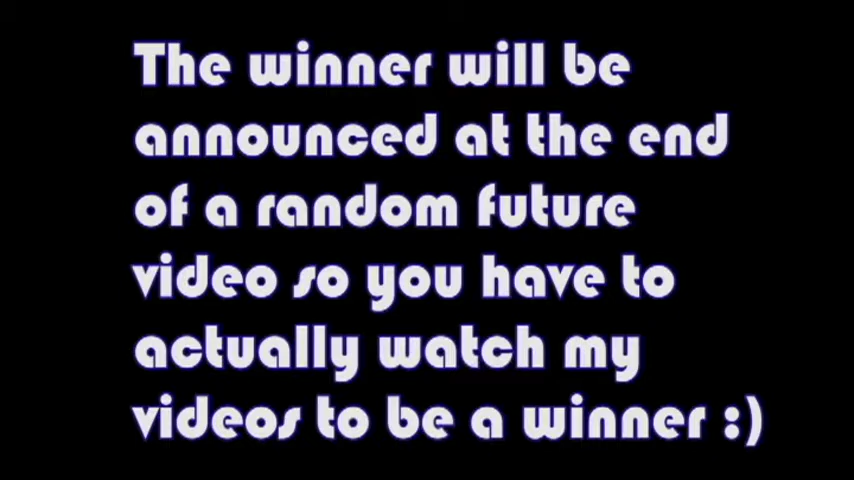 The winner will be
announced at the end
of a random future
video so you have to
actually watch my
videos to be a winner :)